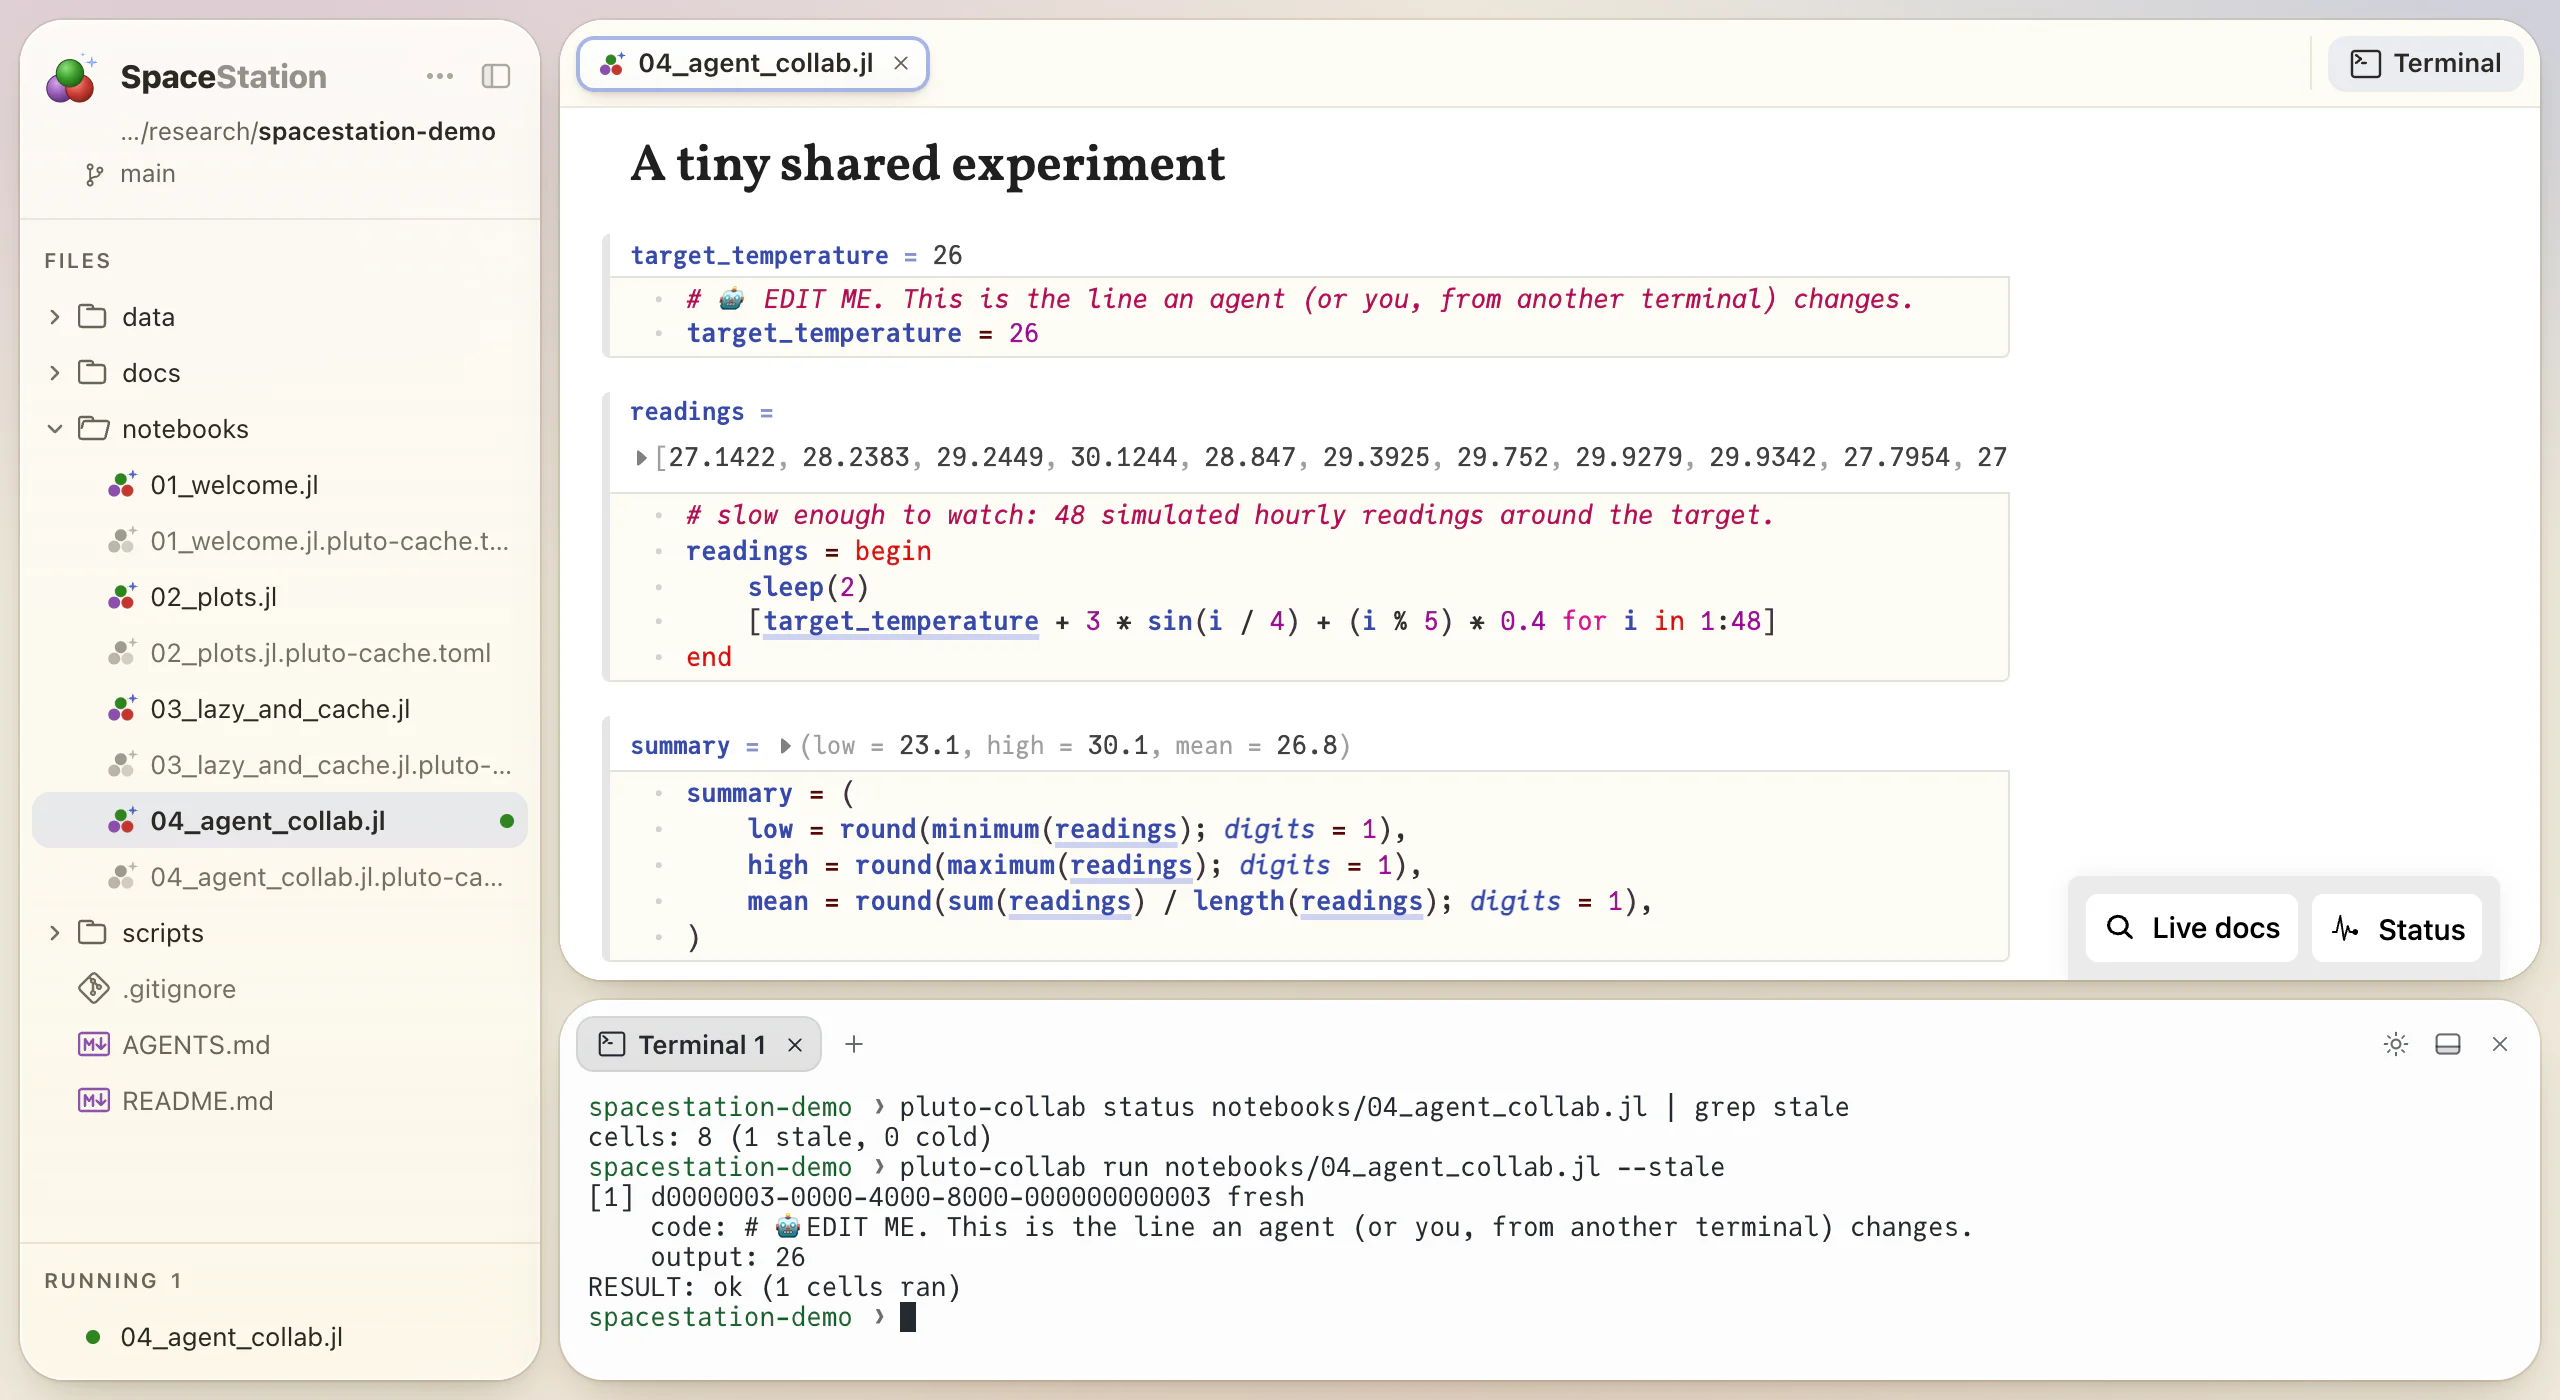 SpaceStation
.../research/spacestation-demo
main
FILES
data
docs
notebooks
01_welcome.jl
01_welcome.jl.pluto-cache.t...
02_plots.jl
02_plots.jl.pluto-cache.toml
03_lazy_and_cache.jl
03_lazy_and_cache.jl.pluto-...
04_agent_collab.jl
04_agent_collab.jl.pluto-ca...
scripts
.gitignore
AGENTS.md
README.md
RUNNING 1
04_agent_collab.jl
04_agent_collab.jl
Terminal
A tiny shared experiment
target_temperature = 26
# 🤖 EDIT ME. This is the line an agent (or you, from another terminal) changes.
target_temperature = 26
readings =
[27.1422, 28.2383, 29.2449, 30.1244, 28.847, 29.3925, 29.752, 29.9279, 29.9342, 27.7954, 27
# slow enough to watch: 48 simulated hourly readings around the target.
readings = begin
sleep(2)
[target_temperature + 3 * sin(i / 4) + (i % 5) * 0.4 for i in 1:48]
end
summary = (low = 23.1, high = 30.1, mean = 26.8)
summary = (
low = round(minimum(readings); digits = 1),
high = round(maximum(readings); digits = 1),
mean = round(sum(readings) / length(readings); digits = 1),
)
Live docs
Status
Terminal 1
spacestation-demo › pluto-collab status notebooks/04_agent_collab.jl | grep stale
cells: 8 (1 stale, 0 cold)
spacestation-demo › pluto-collab run notebooks/04_agent_collab.jl --stale
[1] d0000003-0000-4000-8000-000000000003 fresh
code: # 🤖EDIT ME. This is the line an agent (or you, from another terminal) changes.
output: 26
RESULT: ok (1 cells ran)
spacestation-demo ›